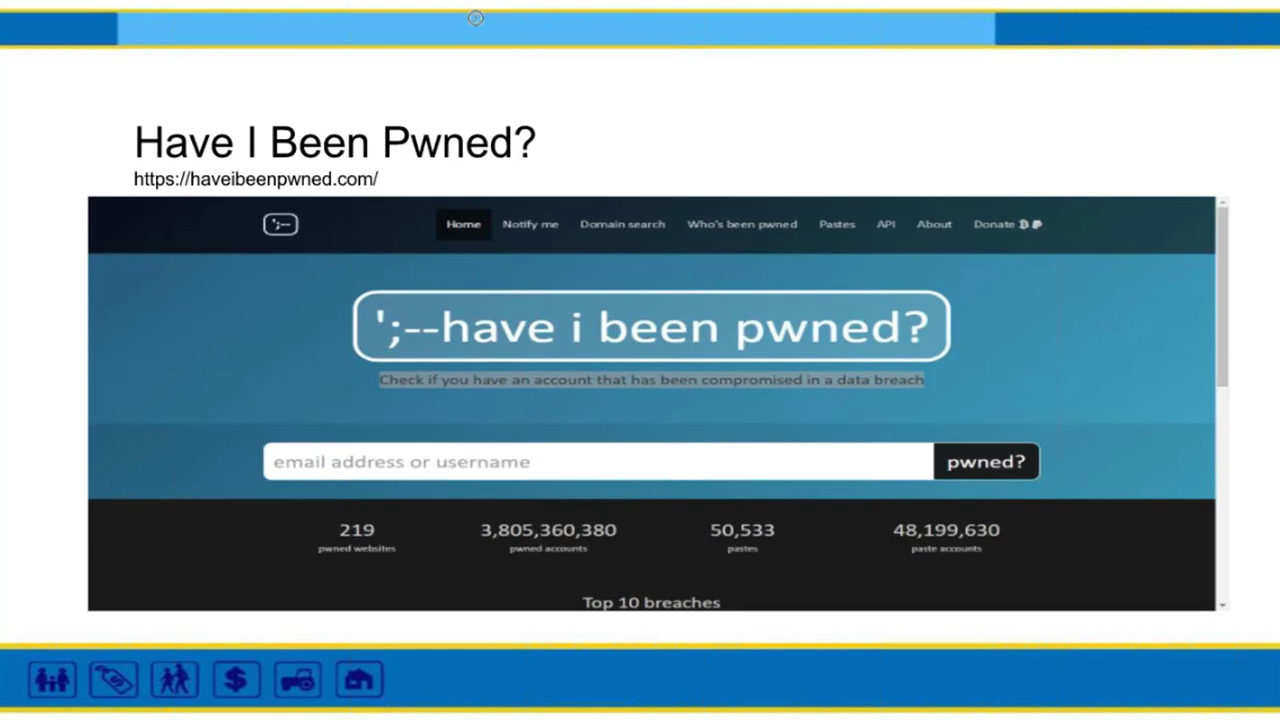 Have I Been Pwned?
https://haveibeenpwned.com/
';-- Home Notify me Domain search Who's been pwned Pastes API About Donate
';--have i been pwned?
Check if you have an account that has been compromised in a data breach
email address or username pwned?
219 3,805,360,380 50,533 48,199,630
pwned websites pwned accounts pastes paste accounts
Top 10 breaches